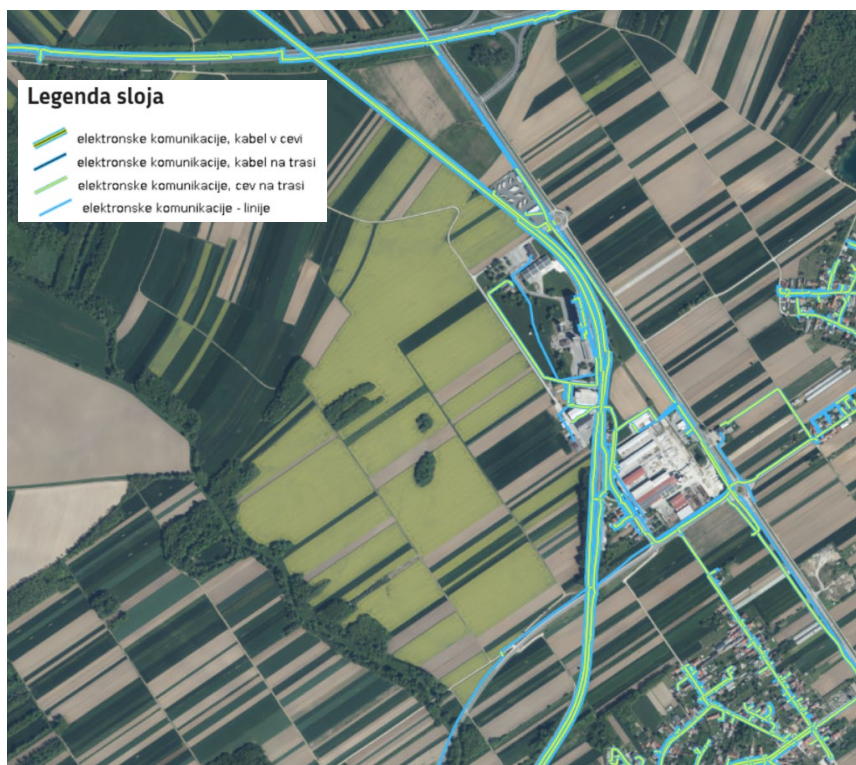 Legenda sloja
elektronske komunikacije, kabel v cevi
elektronske komunikacije, kabel na trasi
elektronske komunikacije, cev na trasi
elektronske komunikacije - linije